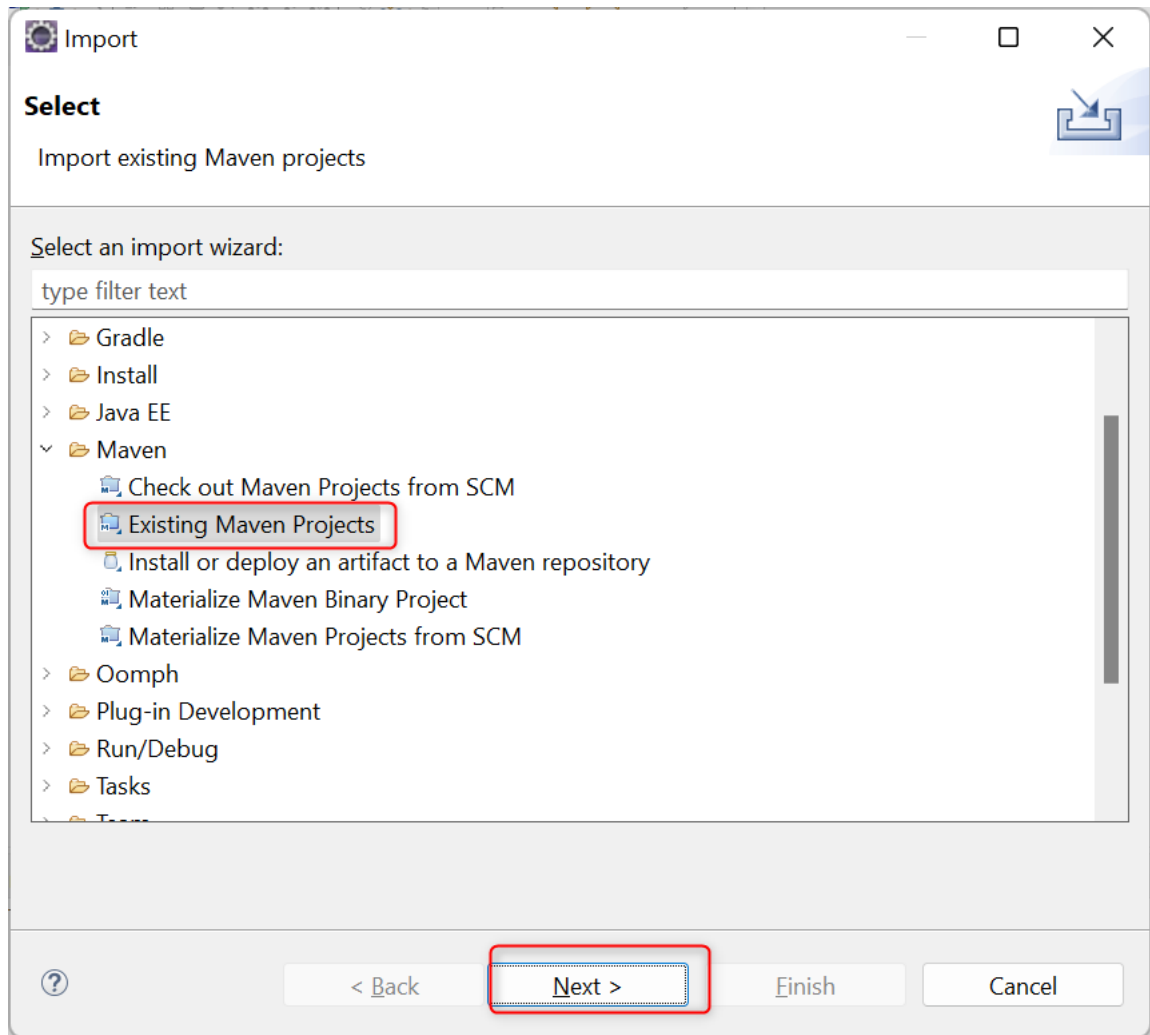 Import
Select
Import existing Maven projects
Select an import wizard:
type filter text
Gradle
Install
Java EE
Maven
Check out Maven Projects from SCM
Existing Maven Projects
Install or deploy an artifact to a Maven repository
Materialize Maven Binary Project
Materialize Maven Projects from SCM
Oomph
Plug-in Development
Run/Debug
Tasks
< Back
Next >
Finish
Cancel